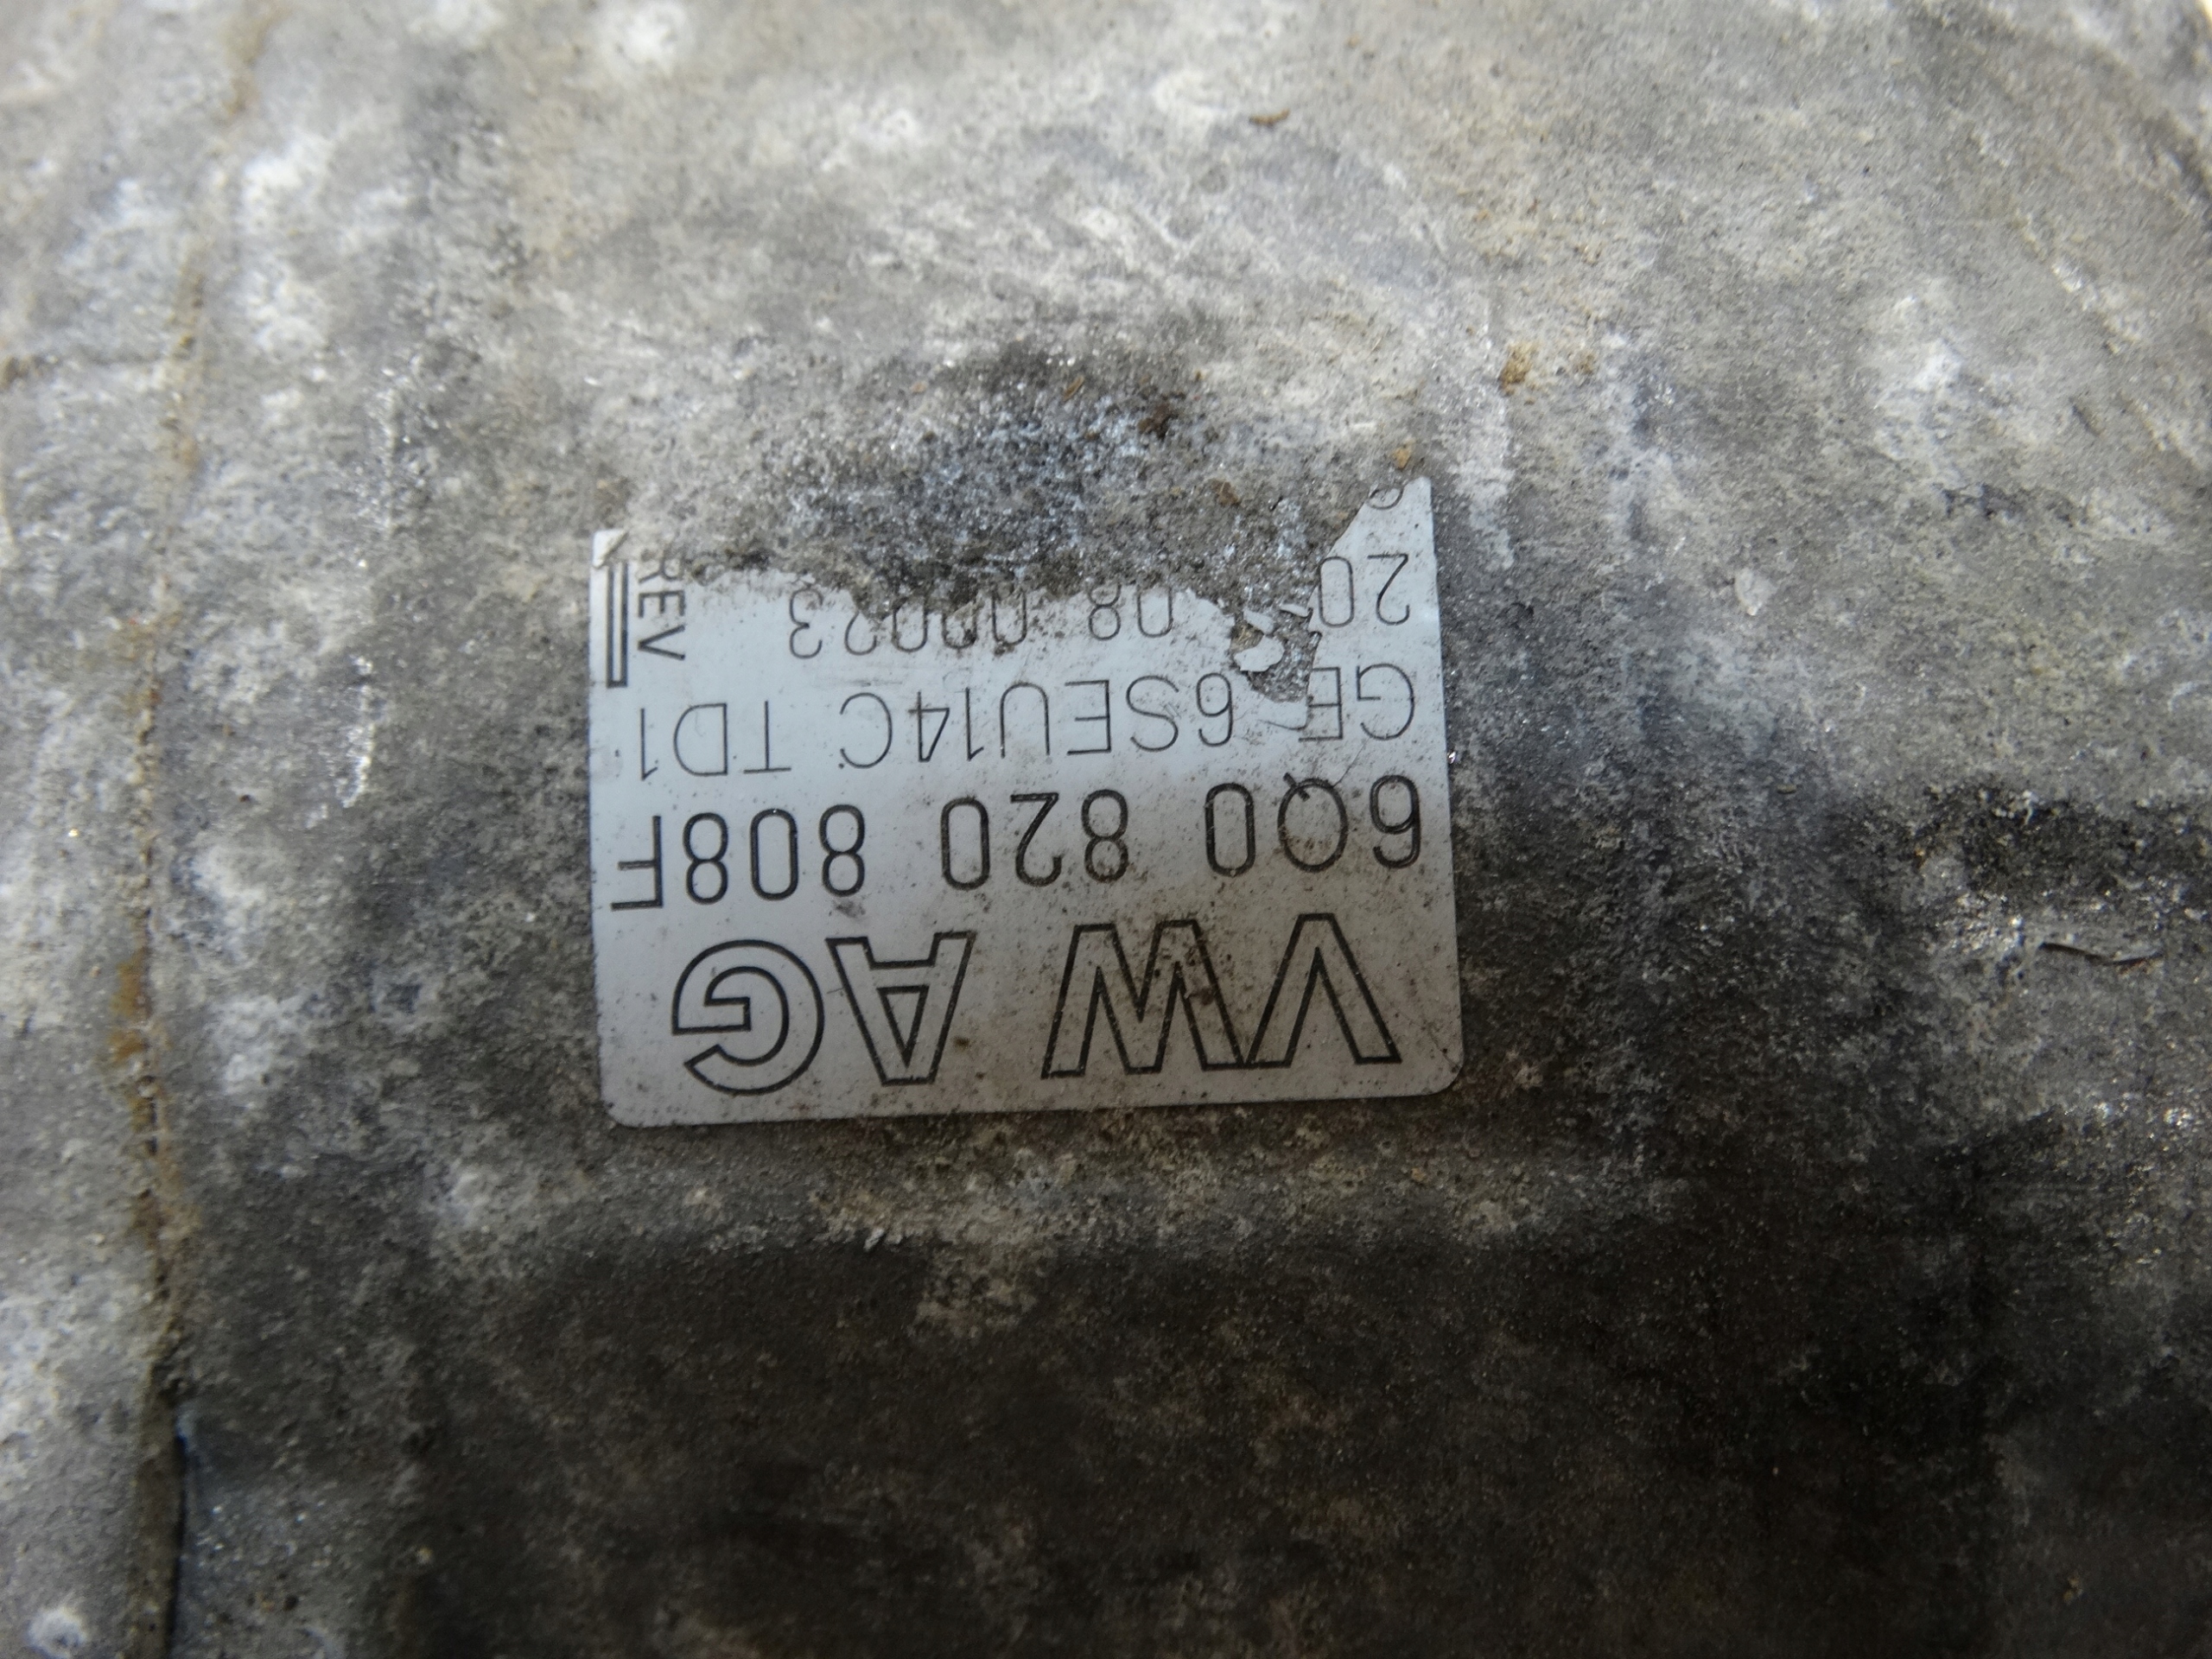 VW AG
6Q0 820 808F
GE 6SEU14C TD1
20 08 00023
REV